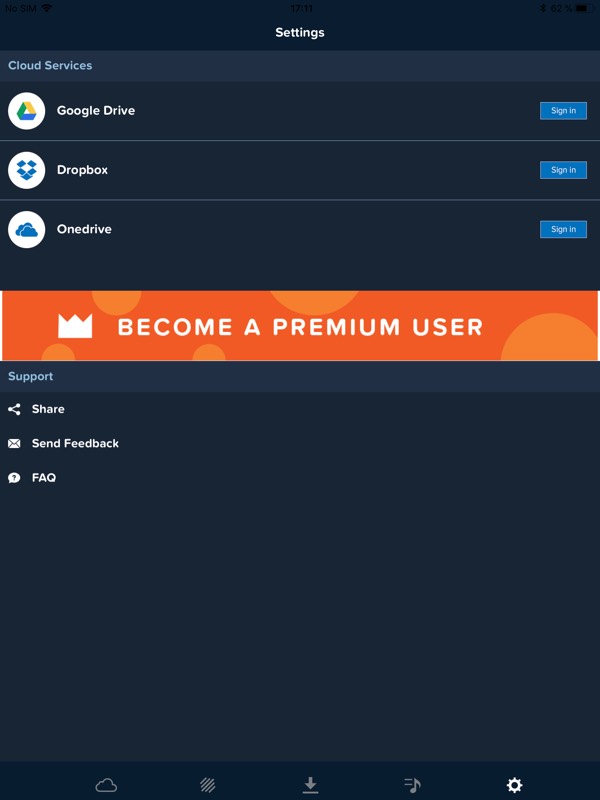 No SIM 17:11 62 %
Settings
Cloud Services
Google Drive Sign in
Dropbox Sign in
Onedrive Sign in
BECOME A PREMIUM USER
Support
Share
Send Feedback
FAQ